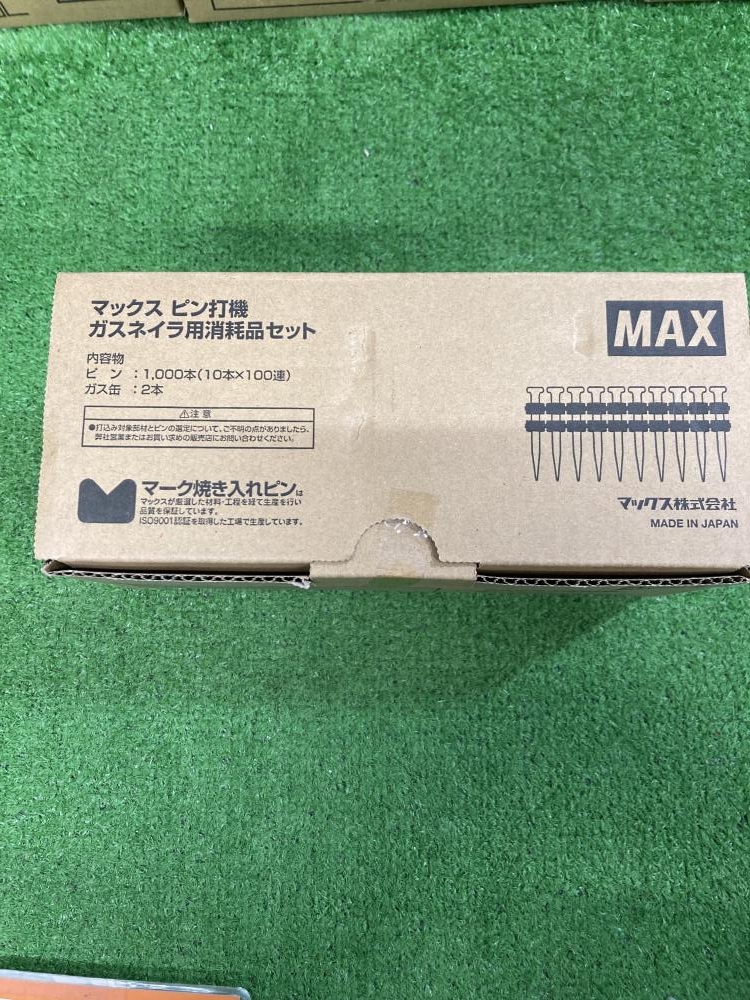 マックス ピン打機
ガスネイラ用消耗品セット
内容物
ピン:1,000本(10本×100連)
ガス缶:2本
⚠注意
●打込み対象部材とピンの選定について、ご不明の点がありましたら、
弊社営業またはお買い求めの販売店にお問い合わせください。
マーク焼き入れピンは
マックスが厳選した材料・工程を経て生産を行い
品質を保証しています。
ISO9001認証を取得した工場で生産しています。
MAX
マックス株式会社
MADE IN JAPAN